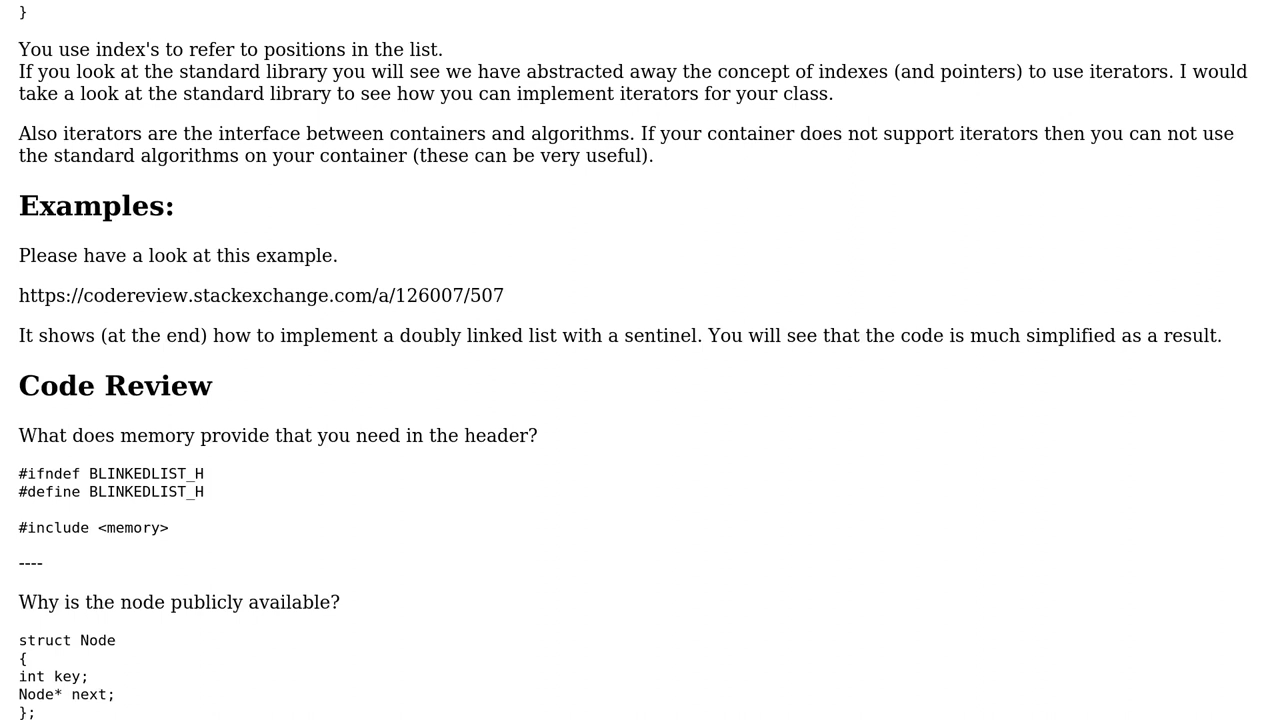 }
You use index's to refer to positions in the list.
If you look at the standard library you will see we have abstracted away the concept of indexes (and pointers) to use iterators. I would
take a look at the standard library to see how you can implement iterators for your class.
Also iterators are the interface between containers and algorithms. If your container does not support iterators then you can not use
the standard algorithms on your container (these can be very useful).
Examples:
Please have a look at this example.
https://codereview.stackexchange.com/a/126007/507
It shows (at the end) how to implement a doubly linked list with a sentinel. You will see that the code is much simplified as a result.
Code Review
What does memory provide that you need in the header?
#ifndef BLINKEDLIST_H
#define BLINKEDLIST_H
#include <memory>
----
Why is the node publicly available?
struct Node
{
int key;
Node* next;
};